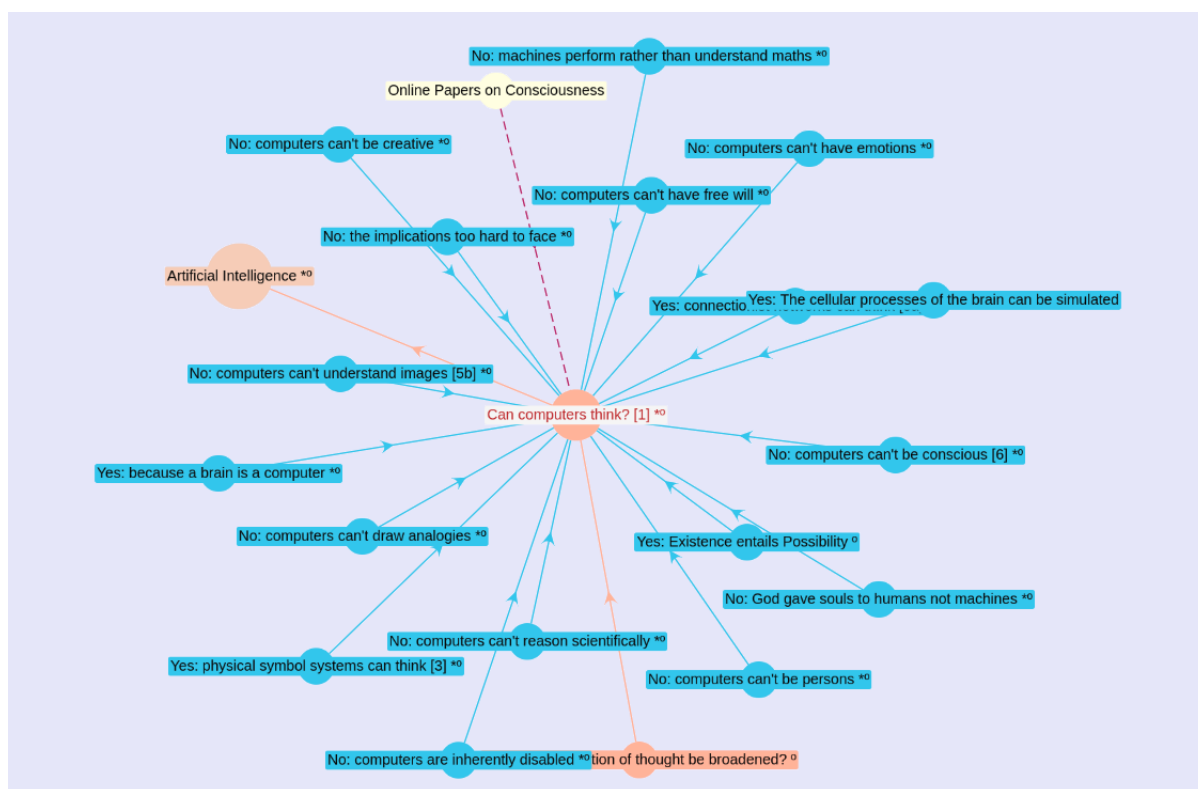 No: machines perform rather than understand maths *º
Online Papers on Consciousness
No: computers can't be creative *º
No: computers can't have emotions *º
No: computers can't have free will *º
No: the implications too hard to face *º
Artificial Intelligence *º
Yes: The cellular processes of the brain can be simulated
Yes:
No: computers can't understand images [5b] *º
Can computers think? [1] *º
No: computers can't be conscious [6] *º
Yes: because a brain is a computer *º
No: computers can't draw analogies *º
Yes: Existence entails Possibility º
No: God gave souls to humans not machines *º
No: computers can't reason scientifically *º
Yes: physical symbol systems can think [3] *º
No: computers can't be persons *º
No: computers are inherently disabled *º
of thought be broadened? º